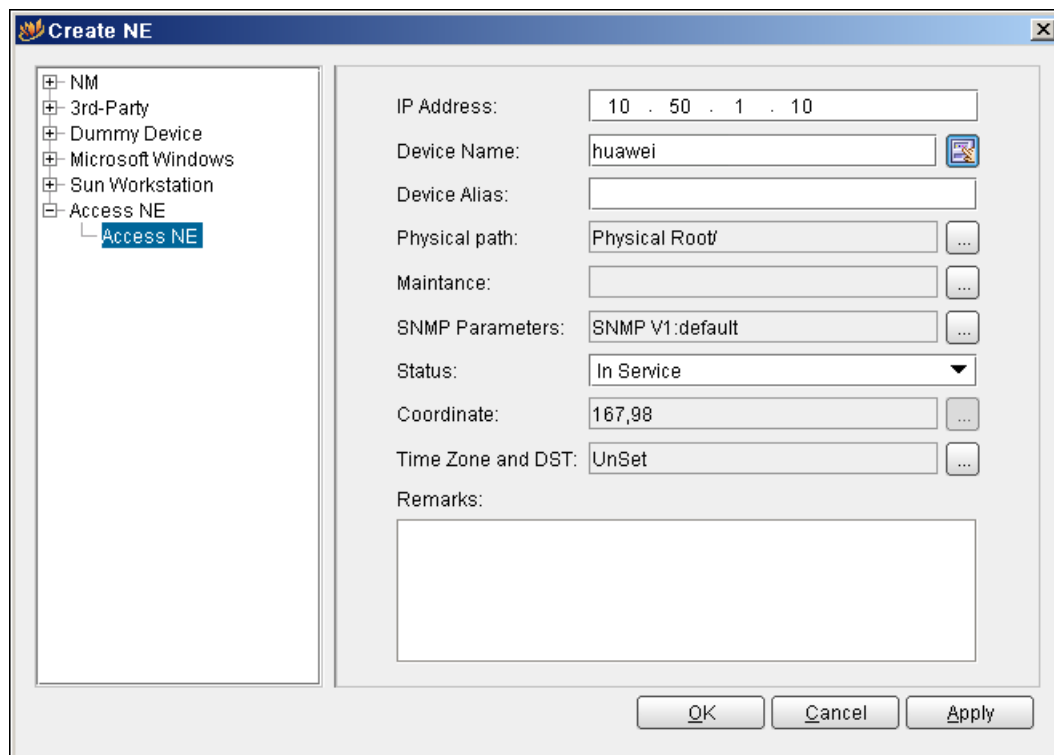 Create NE
NM
3rd-Party
Dummy Device
Microsoft Windows
Sun Workstation
Access NE
Access NE
IP Address: 10 . 50 . 1 . 10
Device Name: huawei
Device Alias:
Physical path: Physical Root/ ...
Maintance: ...
SNMP Parameters: SNMP V1:default ...
Status: In Service
Coordinate: 167,98 ...
Time Zone and DST: UnSet ...
Remarks:
OK Cancel Apply